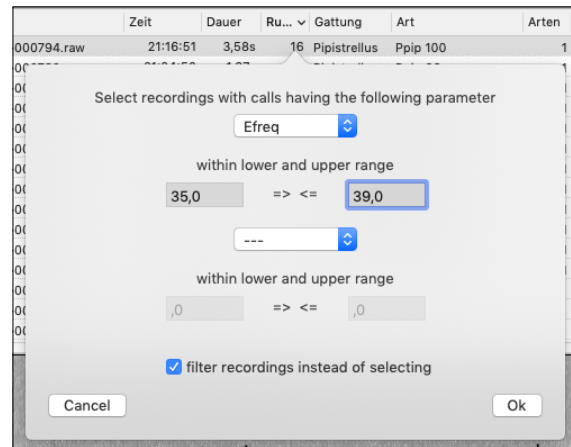 Zeit Dauer Ru... Gattung Art Arten
000794.raw 21:16:51 3,58s 16 Pipistrellus Ppip 100 1
Select recordings with calls having the following parameter
Efreq
within lower and upper range
35,0 => <= 39,0
---
within lower and upper range
,0 => <= ,0
filter recordings instead of selecting
Cancel Ok